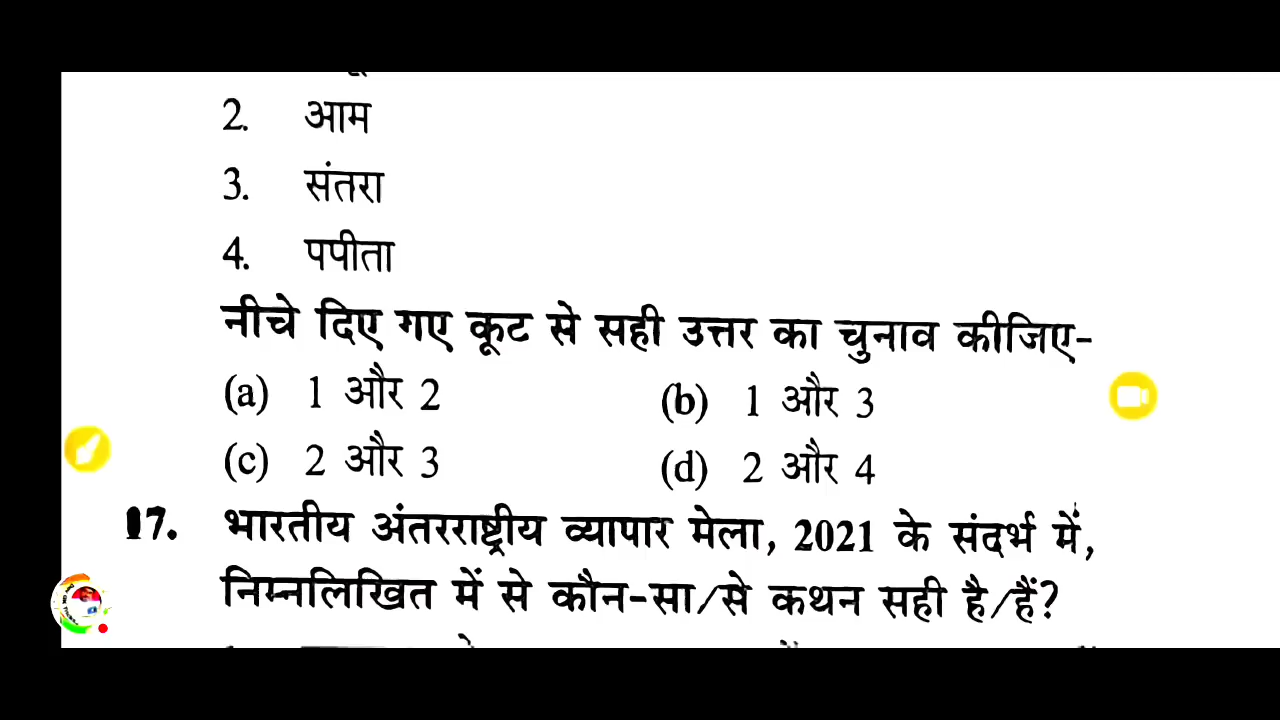 2. आम
3. संतरा
4. पपीता
नीचे दिए गए कूट से सही उत्तर का चुनाव कीजिए-
(a) 1 और 2 (b) 1 और 3
(c) 2 और 3 (d) 2 और 4
17. भारतीय अंतरराष्ट्रीय व्यापार मेला, 2021 के संदर्भ में,
निम्नलिखित में से कौन-सा/से कथन सही है/हैं?